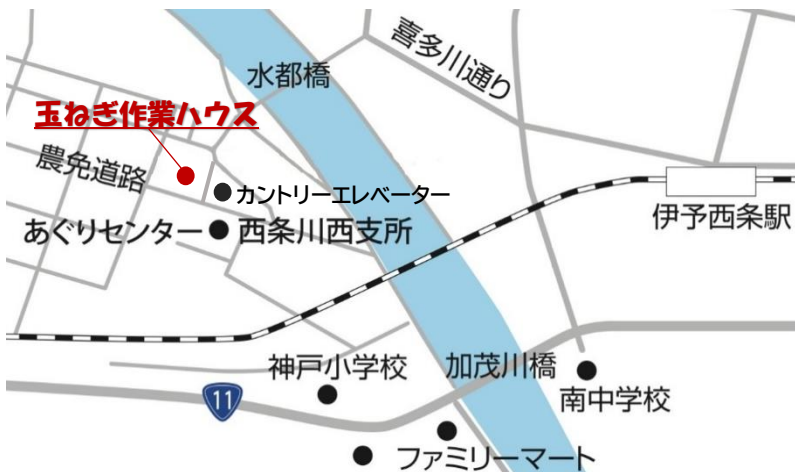 水都橋
喜多川通り
玉ねぎ作業ハウス
農免道路
カントリーエレベーター
あぐりセンター
西条川西支所
伊予西条駅
神戸小学校
加茂川橋
南中学校
11
ファミリーマート